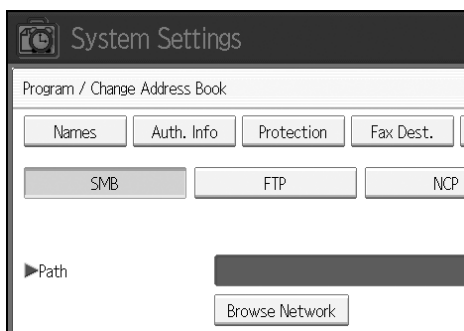 System Settings
Program / Change Address Book
Names Auth. Info Protection Fax Dest.
SMB FTP NCP
▶Path
Browse Network